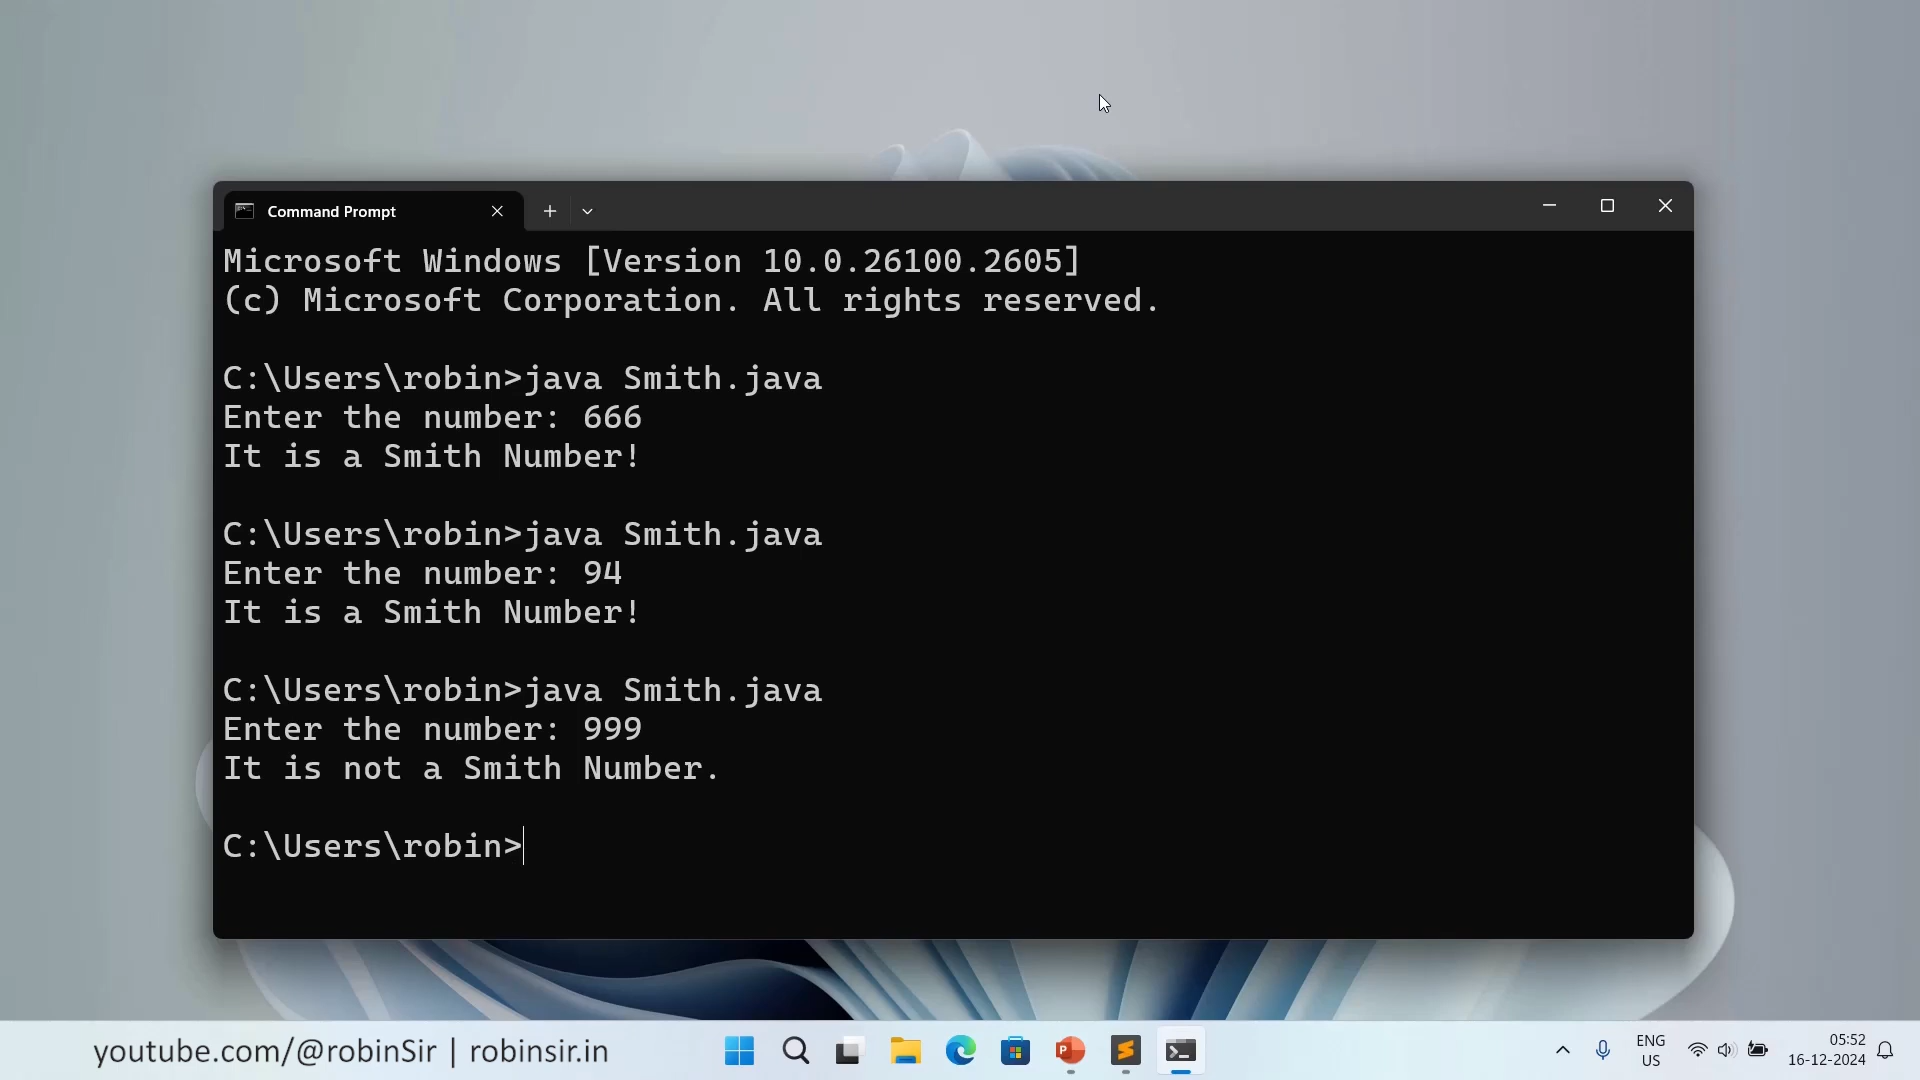 Command Prompt
Microsoft Windows [Version 10.0.26100.2605]
(c) Microsoft Corporation. All rights reserved.
C:\Users\robin>java Smith.java
Enter the number: 666
It is a Smith Number!
C:\Users\robin>java Smith.java
Enter the number: 94
It is a Smith Number!
C:\Users\robin>java Smith.java
Enter the number: 999
It is not a Smith Number.
C:\Users\robin>
youtube.com/@robinSir | robinsir.in
ENG
US
05:52
16-12-2024